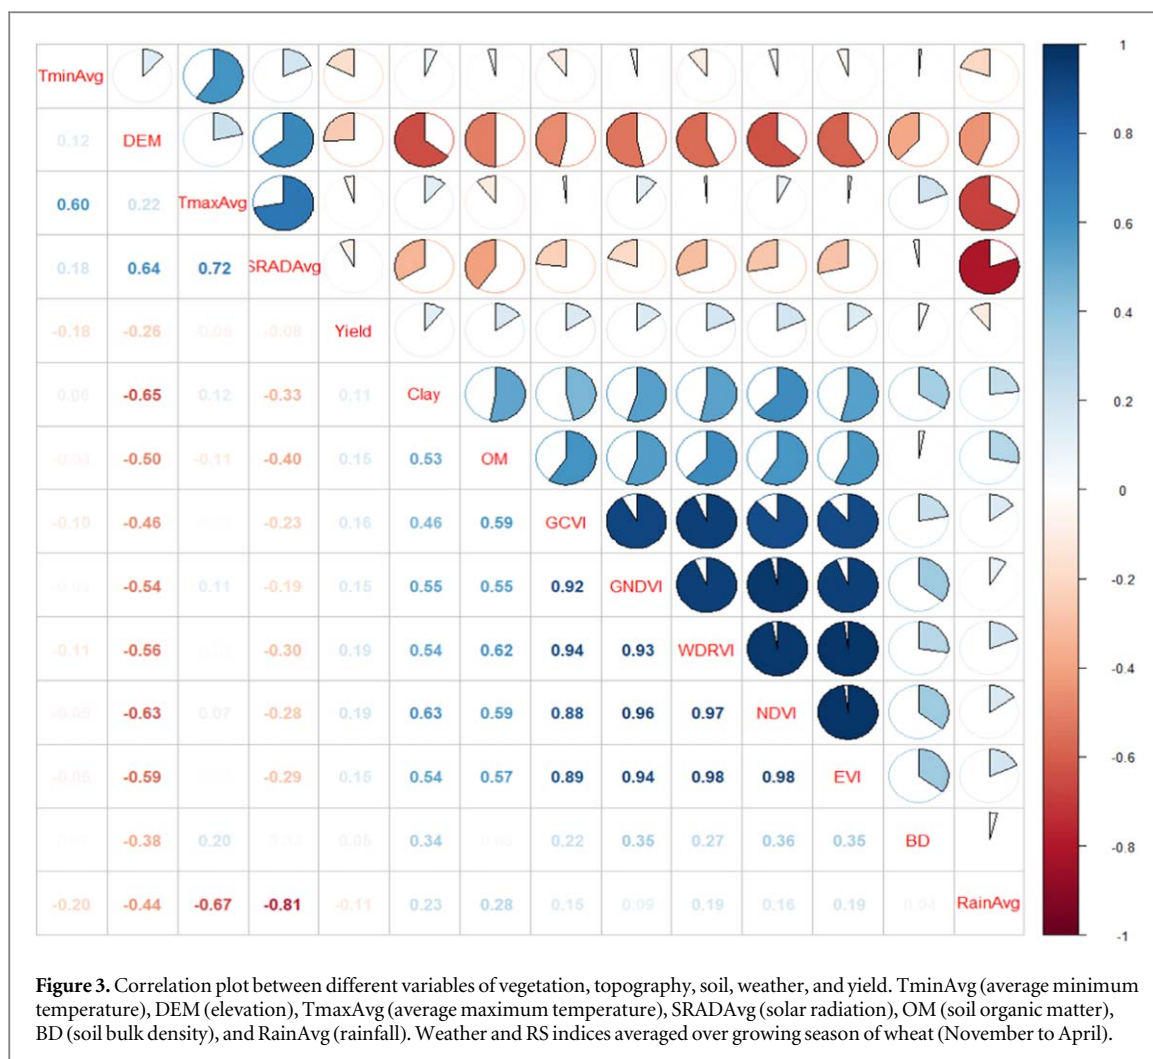 TminAvg
1
0.12 DEM
0.8
0.60 0.22 TmaxAvg
0.6
0.18 0.64 0.72 SRADAvg
-0.18 -0.26 -0.05 -0.08 Yield
0.4
0.06 -0.65 0.12 -0.33 0.11 Clay
0.2
-0.50 -0.11 -0.40 0.15 0.53 OM
0
-0.10 -0.46 -0.23 0.16 0.46 0.59 GCVI
-0.54 0.11 -0.19 0.15 0.55 0.55 0.92 GNDVI
-0.2
-0.11 -0.56 -0.30 0.19 0.54 0.62 0.94 0.93 WDRVI
-0.4
-0.63 0.07 -0.28 0.19 0.63 0.59 0.88 0.96 0.97 NDVI
-0.59 -0.29 0.15 0.54 0.57 0.89 0.94 0.98 0.98 EVI
-0.6
-0.38 0.20 0.34 0.22 0.35 0.27 0.36 0.35 BD
-0.8
-0.20 -0.44 -0.67 -0.81 -0.11 0.23 0.28 0.15 0.09 0.19 0.16 0.19 0.04 RainAvg
-1
Figure 3. Correlation plot between different variables of vegetation, topography, soil, weather, and yield. TminAvg (average minimum
temperature), DEM (elevation), TmaxAvg (average maximum temperature), SRADAvg (solar radiation), OM (soil organic matter),
BD (soil bulk density), and RainAvg (rainfall). Weather and RS indices averaged over growing season of wheat (November to April).